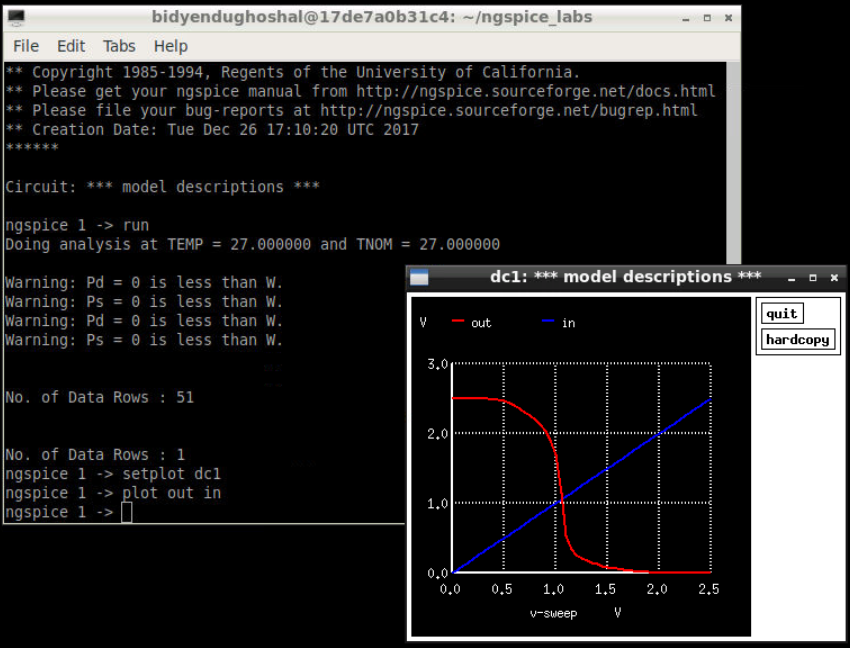 bidyendughoshal@17de7a0b31c4: ~/ngspice_labs
File Edit Tabs Help
** Copyright 1985-1994, Regents of the University of California.
** Please get your ngspice manual from http://ngspice.sourceforge.net/docs.html
** Please file your bug-reports at http://ngspice.sourceforge.net/bugrep.html
** Creation Date: Tue Dec 26 17:10:20 UTC 2017
******
Circuit: *** model descriptions ***
ngspice 1 -> run
Doing analysis at TEMP = 27.000000 and TNOM = 27.000000
Warning: Pd = 0 is less than W.
Warning: Ps = 0 is less than W.
Warning: Pd = 0 is less than W.
Warning: Ps = 0 is less than W.
No. of Data Rows : 51
No. of Data Rows : 1
ngspice 1 -> setplot dc1
ngspice 1 -> plot out in
ngspice 1 ->
dc1: *** model descriptions ***
quit
hardcopy
V out in
3.0
2.0
1.0
0.0
0.0 0.5 1.0 1.5 2.0 2.5
v-sweep V